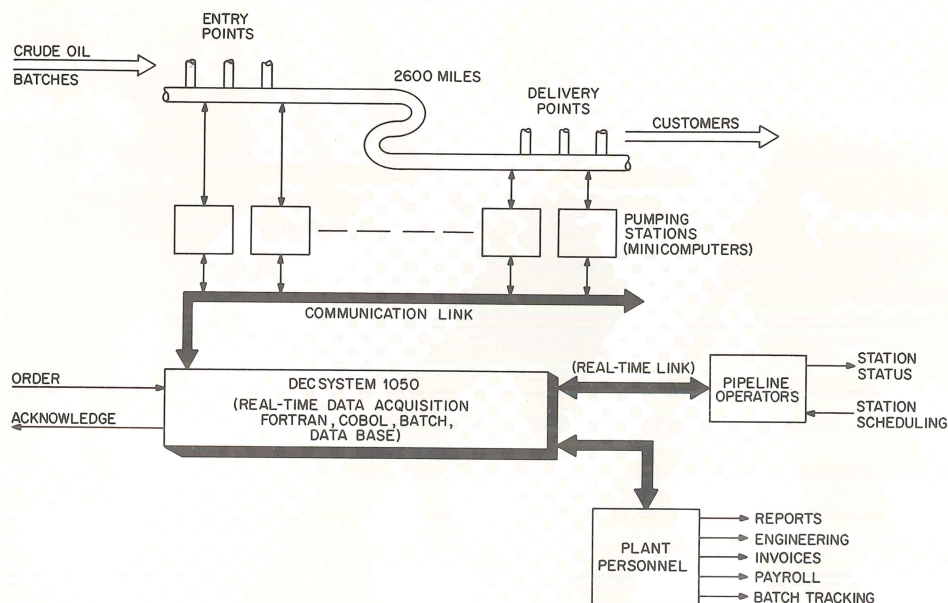 ENTRY
POINTS
CRUDE OIL
BATCHES
2600 MILES
DELIVERY
POINTS
CUSTOMERS
PUMPING
STATIONS
(MINICOMPUTERS)
COMMUNICATION LINK
ORDER
ACKNOWLEDGE
DECSYSTEM 1050
(REAL-TIME DATA ACQUISITION
FORTRAN, COBOL, BATCH,
DATA BASE)
(REAL-TIME LINK)
PIPELINE
OPERATORS
STATION
STATUS
STATION
SCHEDULING
PLANT
PERSONNEL
REPORTS
ENGINEERING
INVOICES
PAYROLL
BATCH TRACKING